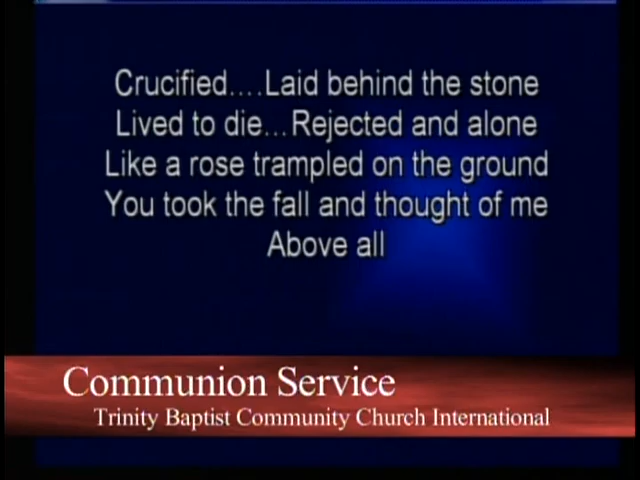 Crucified....Laid behind the stone
Lived to die...Rejected and alone
Like a rose trampled on the ground
You took the fall and thought of me
Above all
Communion Service
Trinity Baptist Community Church International